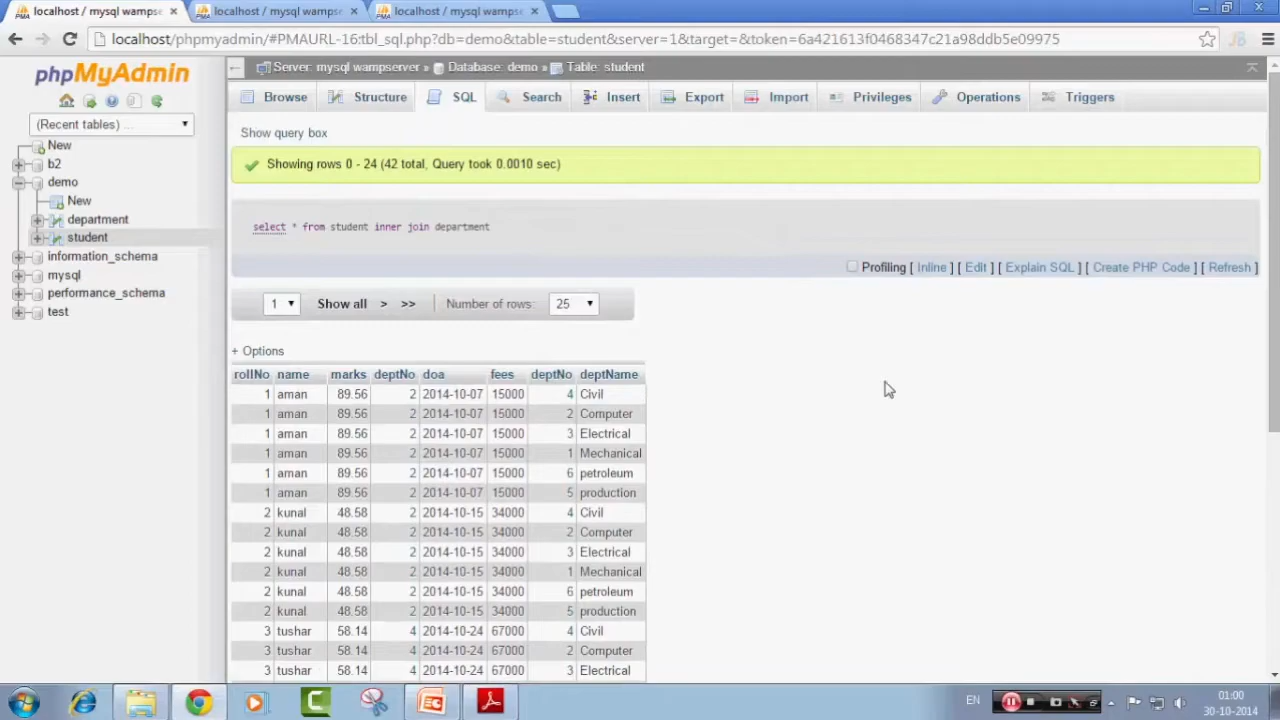 localhost / mysql wampse
localhost / mysql wampse
localhost / mysql wampse
localhost/phpmyadmin/#PMAURL-16:tbl_sql.php?db=demo&table=student&server=1&target=&token=6a421613f0468347c21a98ddb5e09975
phpMyAdmin
(Recent tables) ...
New
b2
demo
New
department
student
information_schema
mysql
performance_schema
test
Server: mysql wampserver » Database: demo » Table: student
Browse Structure SQL Search Insert Export Import Privileges Operations Triggers
Show query box
Showing rows 0 - 24 (42 total, Query took 0.0010 sec)
select * from student inner join department
Profiling [ Inline ] [ Edit ] [ Explain SQL ] [ Create PHP Code ] [ Refresh ]
1 Show all > >> Number of rows: 25
+ Options
rollNo name marks deptNo doa fees deptNo deptName
1 aman 89.56 2 2014-10-07 15000 4 Civil
1 aman 89.56 2 2014-10-07 15000 2 Computer
1 aman 89.56 2 2014-10-07 15000 3 Electrical
1 aman 89.56 2 2014-10-07 15000 1 Mechanical
1 aman 89.56 2 2014-10-07 15000 6 petroleum
1 aman 89.56 2 2014-10-07 15000 5 production
2 kunal 48.58 2 2014-10-15 34000 4 Civil
2 kunal 48.58 2 2014-10-15 34000 2 Computer
2 kunal 48.58 2 2014-10-15 34000 3 Electrical
2 kunal 48.58 2 2014-10-15 34000 1 Mechanical
2 kunal 48.58 2 2014-10-15 34000 6 petroleum
2 kunal 48.58 2 2014-10-15 34000 5 production
3 tushar 58.14 4 2014-10-24 67000 4 Civil
3 tushar 58.14 4 2014-10-24 67000 2 Computer
3 tushar 58.14 4 2014-10-24 67000 3 Electrical
EN
01:00
30-10-2014